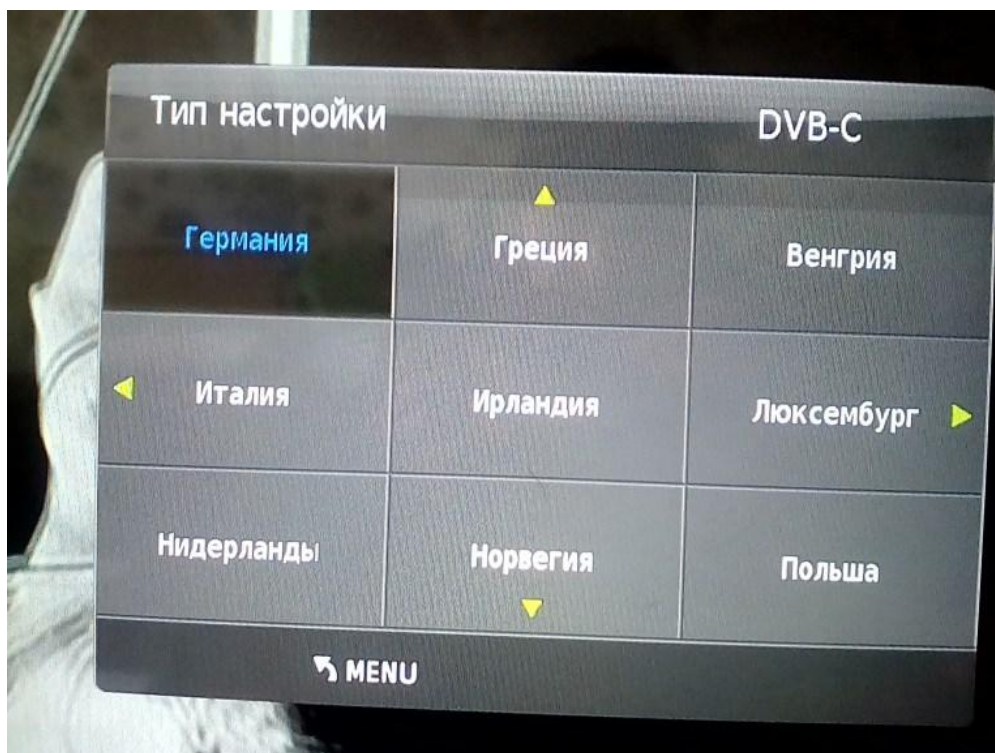 Тип настройки DVB-C
Германия Греция Венгрия
Италия Ирландия Люксембург
Нидерланды Норвегия Польша
MENU